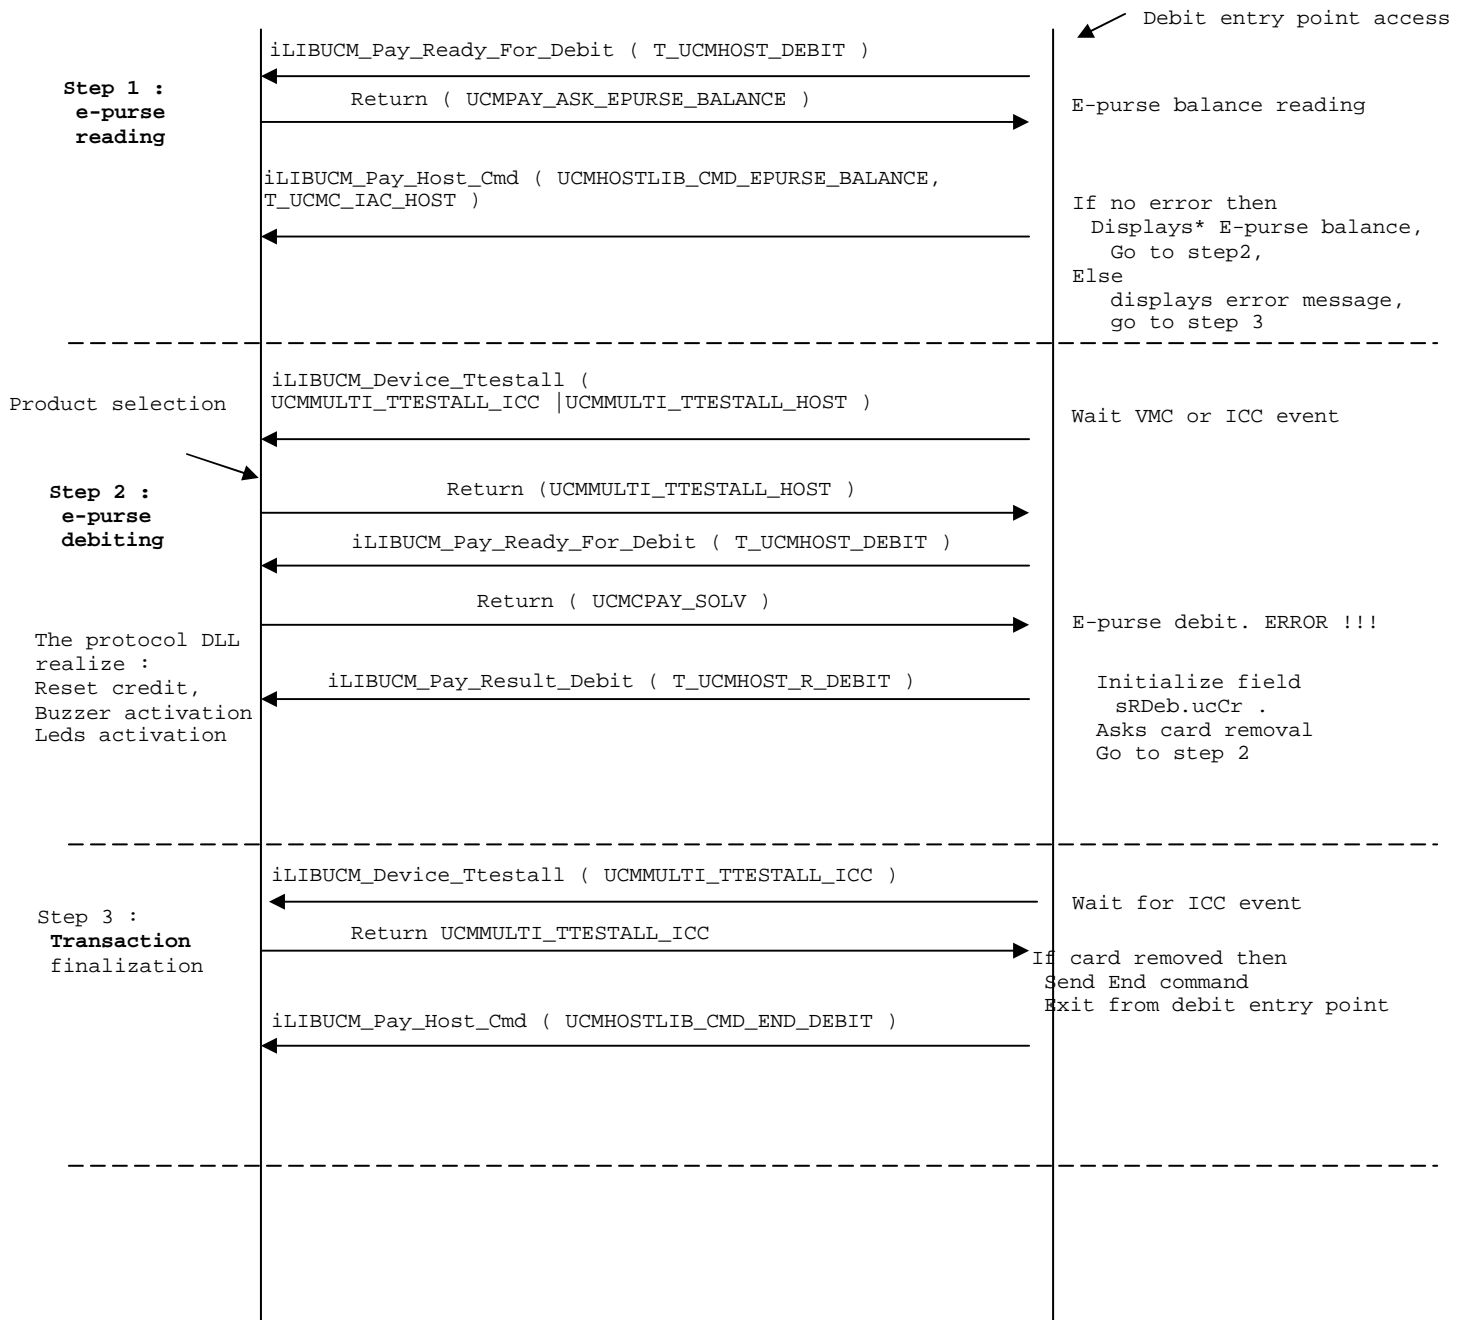 Debit entry point access
iLIBUCM_Pay_Ready_For_Debit ( T_UCMHOST_DEBIT )
Step 1 :
e-purse
reading
Return ( UCMPAY_ASK_EPURSE_BALANCE )
E-purse balance reading
iLIBUCM_Pay_Host_Cmd ( UCMHOSTLIB_CMD_EPURSE_BALANCE,
T_UCMC_IAC_HOST )
If no error then
Displays* E-purse balance,
Go to step2,
Else
displays error message,
go to step 3
iLIBUCM_Device_Ttestall (
UCMMULTI_TTESTALL_ICC |UCMMULTI_TTESTALL_HOST )
Product selection
Wait VMC or ICC event
Step 2 :
e-purse
debiting
Return (UCMMULTI_TTESTALL_HOST )
iLIBUCM_Pay_Ready_For_Debit ( T_UCMHOST_DEBIT )
Return ( UCMCPAY_SOLV )
E-purse debit. ERROR !!!
The protocol DLL
realize :
Reset credit,
Buzzer activation
Leds activation
iLIBUCM_Pay_Result_Debit ( T_UCMHOST_R_DEBIT )
Initialize field
sRDeb.ucCr .
Asks card removal
Go to step 2
iLIBUCM_Device_Ttestall ( UCMMULTI_TTESTALL_ICC )
Wait for ICC event
Step 3 :
Transaction
finalization
Return UCMMULTI_TTESTALL_ICC
If card removed then
Send End command
Exit from debit entry point
iLIBUCM_Pay_Host_Cmd ( UCMHOSTLIB_CMD_END_DEBIT )